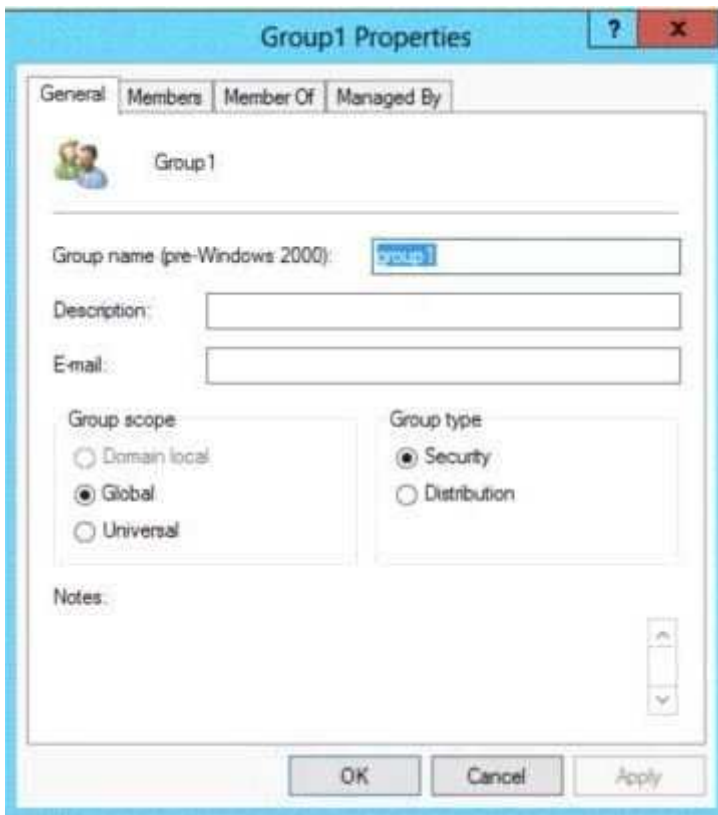 Group1 Properties
? x
General Members Member Of Managed By
Group1
Group name (pre-Windows 2000): group1
Description:
E-mail:
Group scope
Domain local
Global
Universal
Group type
Security
Distribution
Notes:
OK Cancel Apply